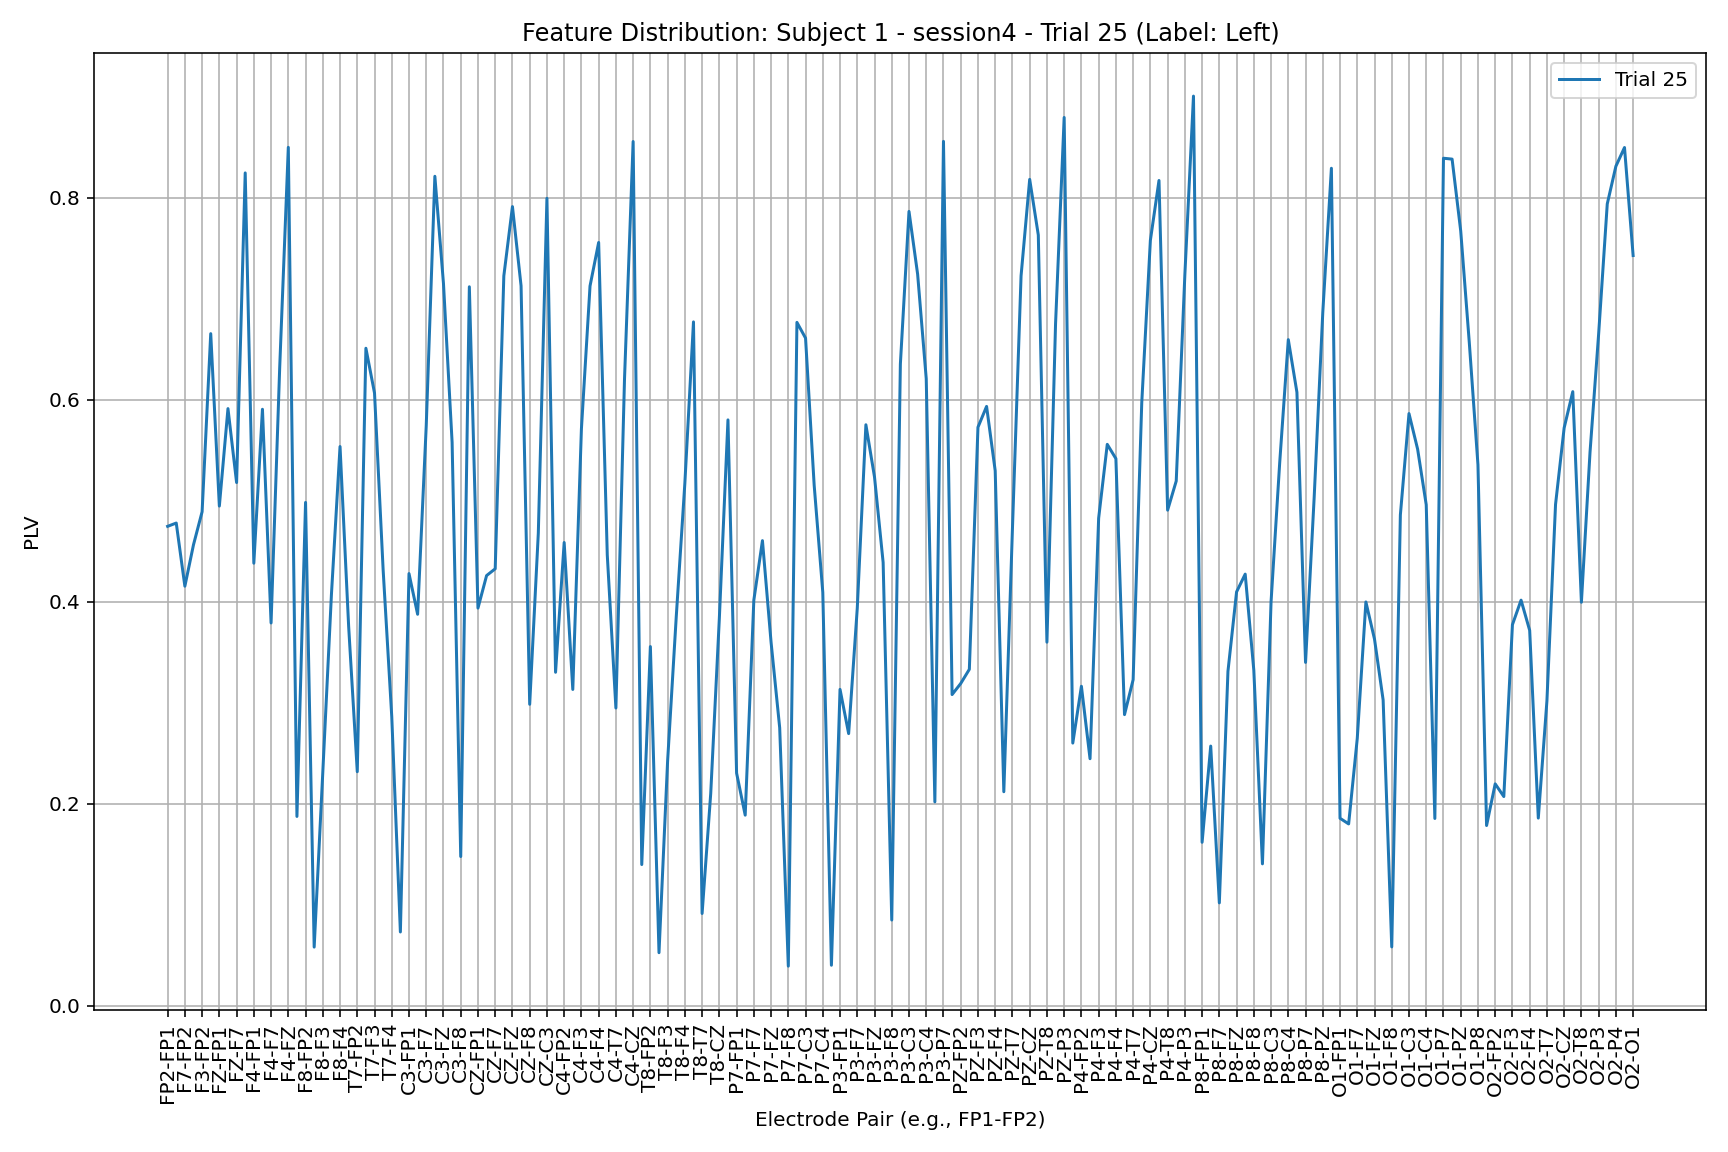 Feature Distribution: Subject 1 - session4 - Trial 25 (Label: Left)
Trial 25
PLV
0.8
0.6
0.4
0.2
0.0
FP2-FP1
F7-FP2
F3-FP2
FZ-FP1
FZ-F7
F4-FP1
F4-F7
F4-FZ
F8-FP2
F8-F3
F8-F4
T7-FP2
T7-F3
T7-F4
C3-FP1
C3-F7
C3-FZ
C3-F8
CZ-FP1
CZ-F7
CZ-FZ
CZ-F8
CZ-C3
C4-FP2
C4-F3
C4-F4
C4-T7
C4-CZ
T8-FP2
T8-F3
T8-F4
T8-T7
T8-CZ
P7-FP1
P7-F7
P7-FZ
P7-F8
P7-C3
P7-C4
P3-FP1
P3-F7
P3-FZ
P3-F8
P3-C3
P3-C4
P3-P7
PZ-FP2
PZ-F3
PZ-F4
PZ-T7
PZ-CZ
PZ-T8
PZ-P3
P4-FP2
P4-F3
P4-F4
P4-T7
P4-CZ
P4-T8
P4-P3
P8-FP1
P8-F7
P8-FZ
P8-F8
P8-C3
P8-C4
P8-P7
P8-PZ
O1-FP1
O1-F7
O1-FZ
O1-F8
O1-C3
O1-C4
O1-P7
O1-PZ
O1-P8
O2-FP2
O2-F3
O2-F4
O2-T7
O2-CZ
O2-T8
O2-P3
O2-P4
O2-O1
Electrode Pair (e.g., FP1-FP2)